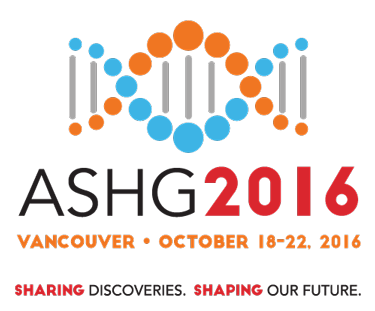 ASHG2016
VANCOUVER • OCTOBER 18-22, 2016
SHARING DISCOVERIES. SHAPING OUR FUTURE.